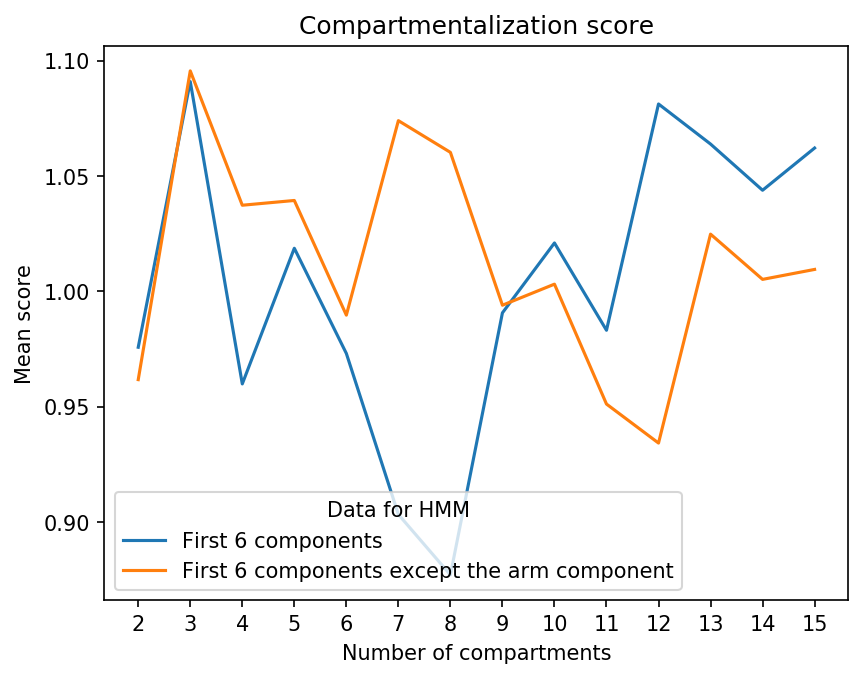 Compartmentalization score
1.10
1.05
1.00
0.95
0.90
Mean score
Data for HMM
First 6 components
First 6 components except the arm component
2 3 4 5 6 7 8 9 10 11 12 13 14 15
Number of compartments